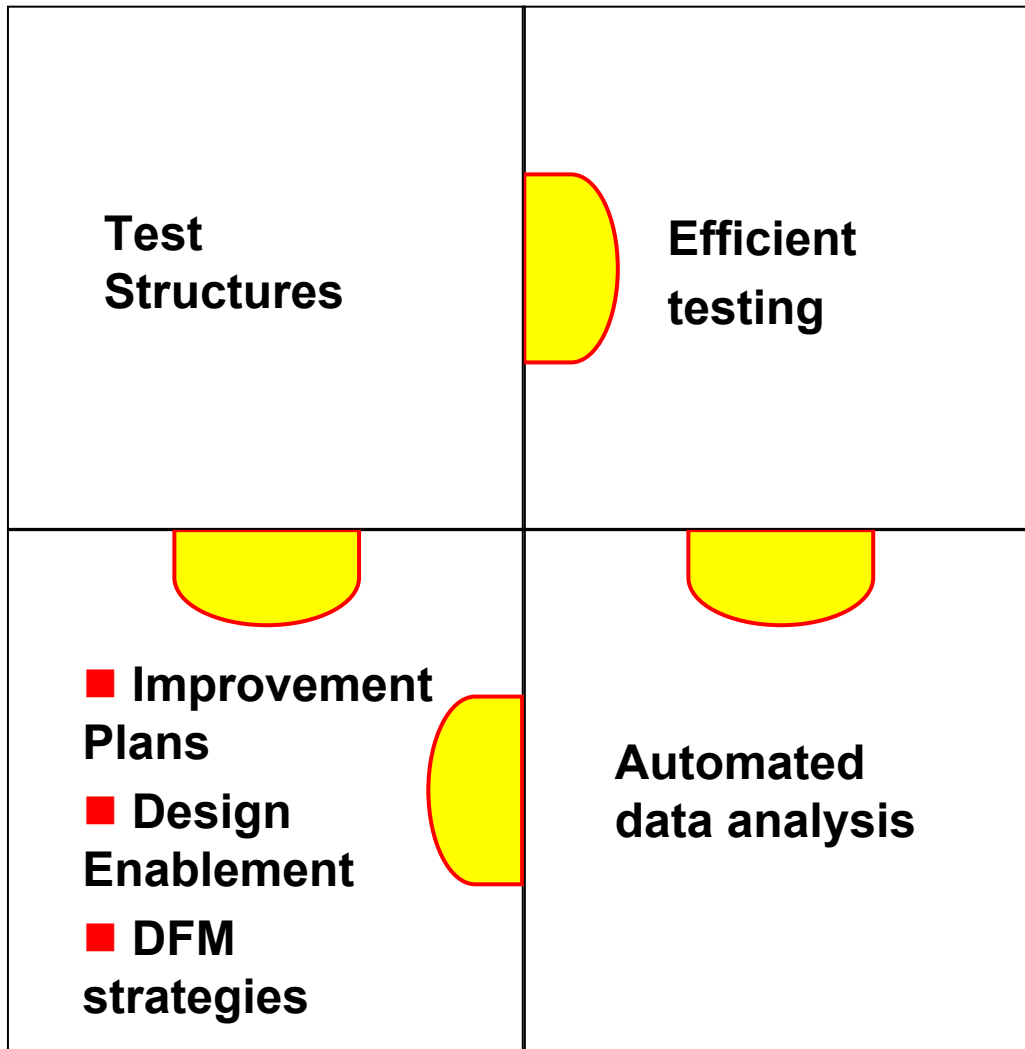 Test
Structures
Efficient
testing
■ Improvement
Plans
■ Design
Enablement
■ DFM
strategies
Automated
data analysis